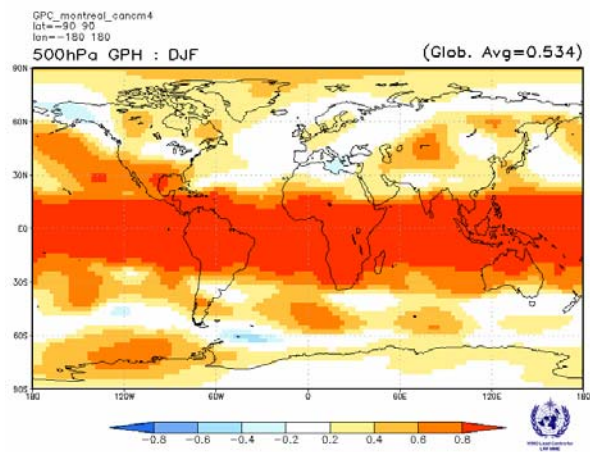 GPC_montreal_cancm4
lat=-90 90
lon=-180 180
500hPa GPH : DJF (Glob. Avg=0.534)
90N
60N
30N
EQ
30S
60S
90S
180 120W 60W 0 60E 120E 180
-0.8 -0.6 -0.4 -0.2 0.2 0.4 0.6 0.8